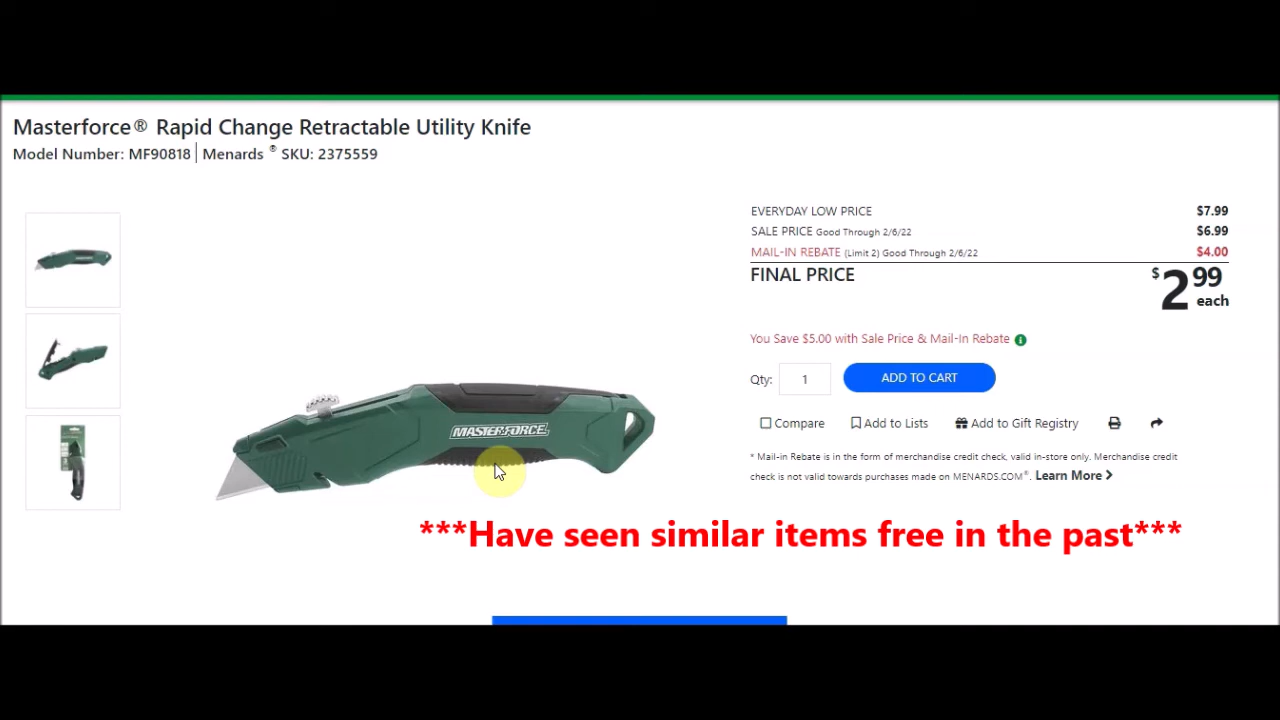 Masterforce® Rapid Change Retractable Utility Knife
Model Number: MF90818 | Menards ® SKU: 2375559
EVERYDAY LOW PRICE $7.99
SALE PRICE Good Through 2/6/22 $6.99
MAIL-IN REBATE (Limit 2) Good Through 2/6/22 $4.00
FINAL PRICE $2 99 each
You Save $5.00 with Sale Price & Mail-In Rebate
Qty: 1 ADD TO CART
Compare Add to Lists Add to Gift Registry
MASTERFORCE.
* Mail-in Rebate is in the form of merchandise credit check, valid in-store only. Merchandise credit
check is not valid towards purchases made on MENARDS.COM®. Learn More
***Have seen similar items free in the past***